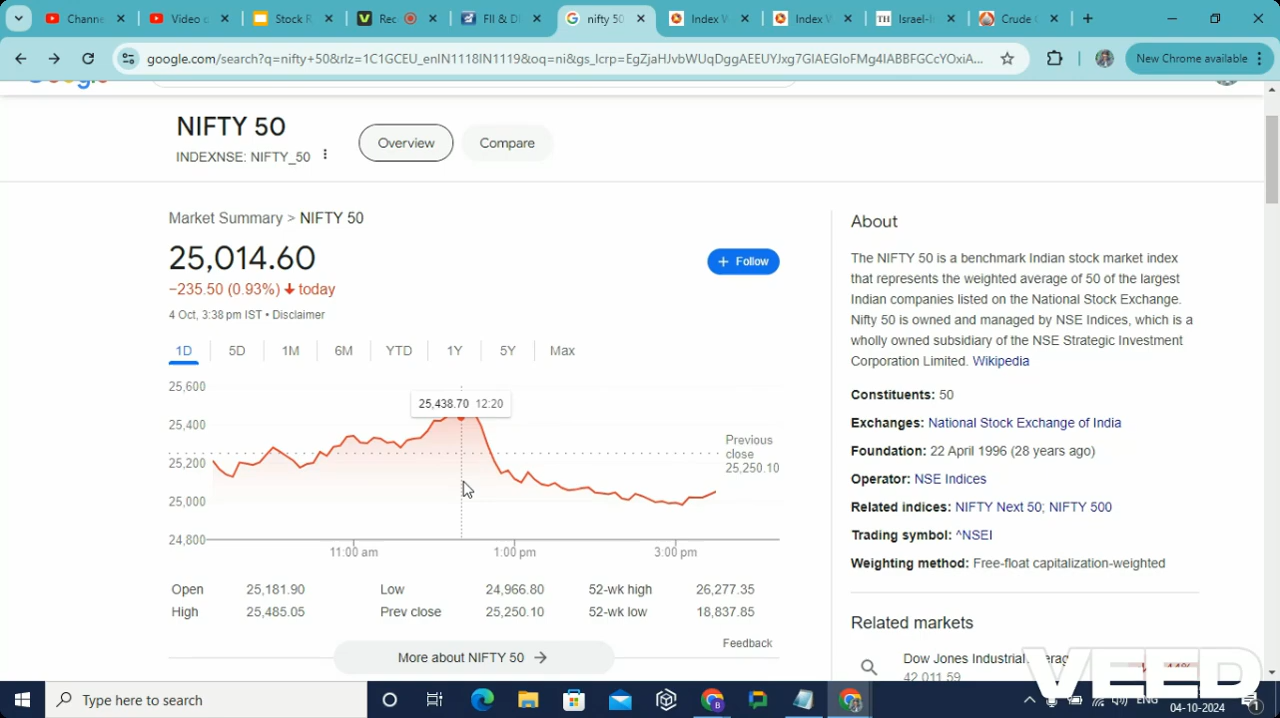 Channe
Video c
Stock R
Rec
FII & D
nifty 50
Index W
Index W
TH
Israel-I
Crude
google.com/search?q=nifty+50&rlz=1C1GCEU_enIN1118IN1119&oq=ni&gs_lcrp=EgZjaHJvbWUqDggAEEUYJxg7GIAEGIoFMg4IABBFGCcYOxiA...
New Chrome available
NIFTY 50
INDEXNSE: NIFTY_50
Overview
Compare
Market Summary > NIFTY 50
25,014.60
−235.50 (0.93%) ↓ today
4 Oct, 3:38 pm IST • Disclaimer
+ Follow
1D 5D 1M 6M YTD 1Y 5Y Max
25,600
25,400
25,200
25,000
24,800
25,438.70 12:20
Previous
close
25,250.10
11:00 am 1:00 pm 3:00 pm
Open 25,181.90 Low 24,966.80 52-wk high 26,277.35
High 25,485.05 Prev close 25,250.10 52-wk low 18,837.85
Feedback
More about NIFTY 50 →
About
The NIFTY 50 is a benchmark Indian stock market index
that represents the weighted average of 50 of the largest
Indian companies listed on the National Stock Exchange.
Nifty 50 is owned and managed by NSE Indices, which is a
wholly owned subsidiary of the NSE Strategic Investment
Corporation Limited. Wikipedia
Constituents: 50
Exchanges: National Stock Exchange of India
Foundation: 22 April 1996 (28 years ago)
Operator: NSE Indices
Related indices: NIFTY Next 50; NIFTY 500
Trading symbol: ^NSEI
Weighting method: Free-float capitalization-weighted
Related markets
Dow Jones Industrial
42,011.59
VEED
Type here to search
ENG
04-10-2024